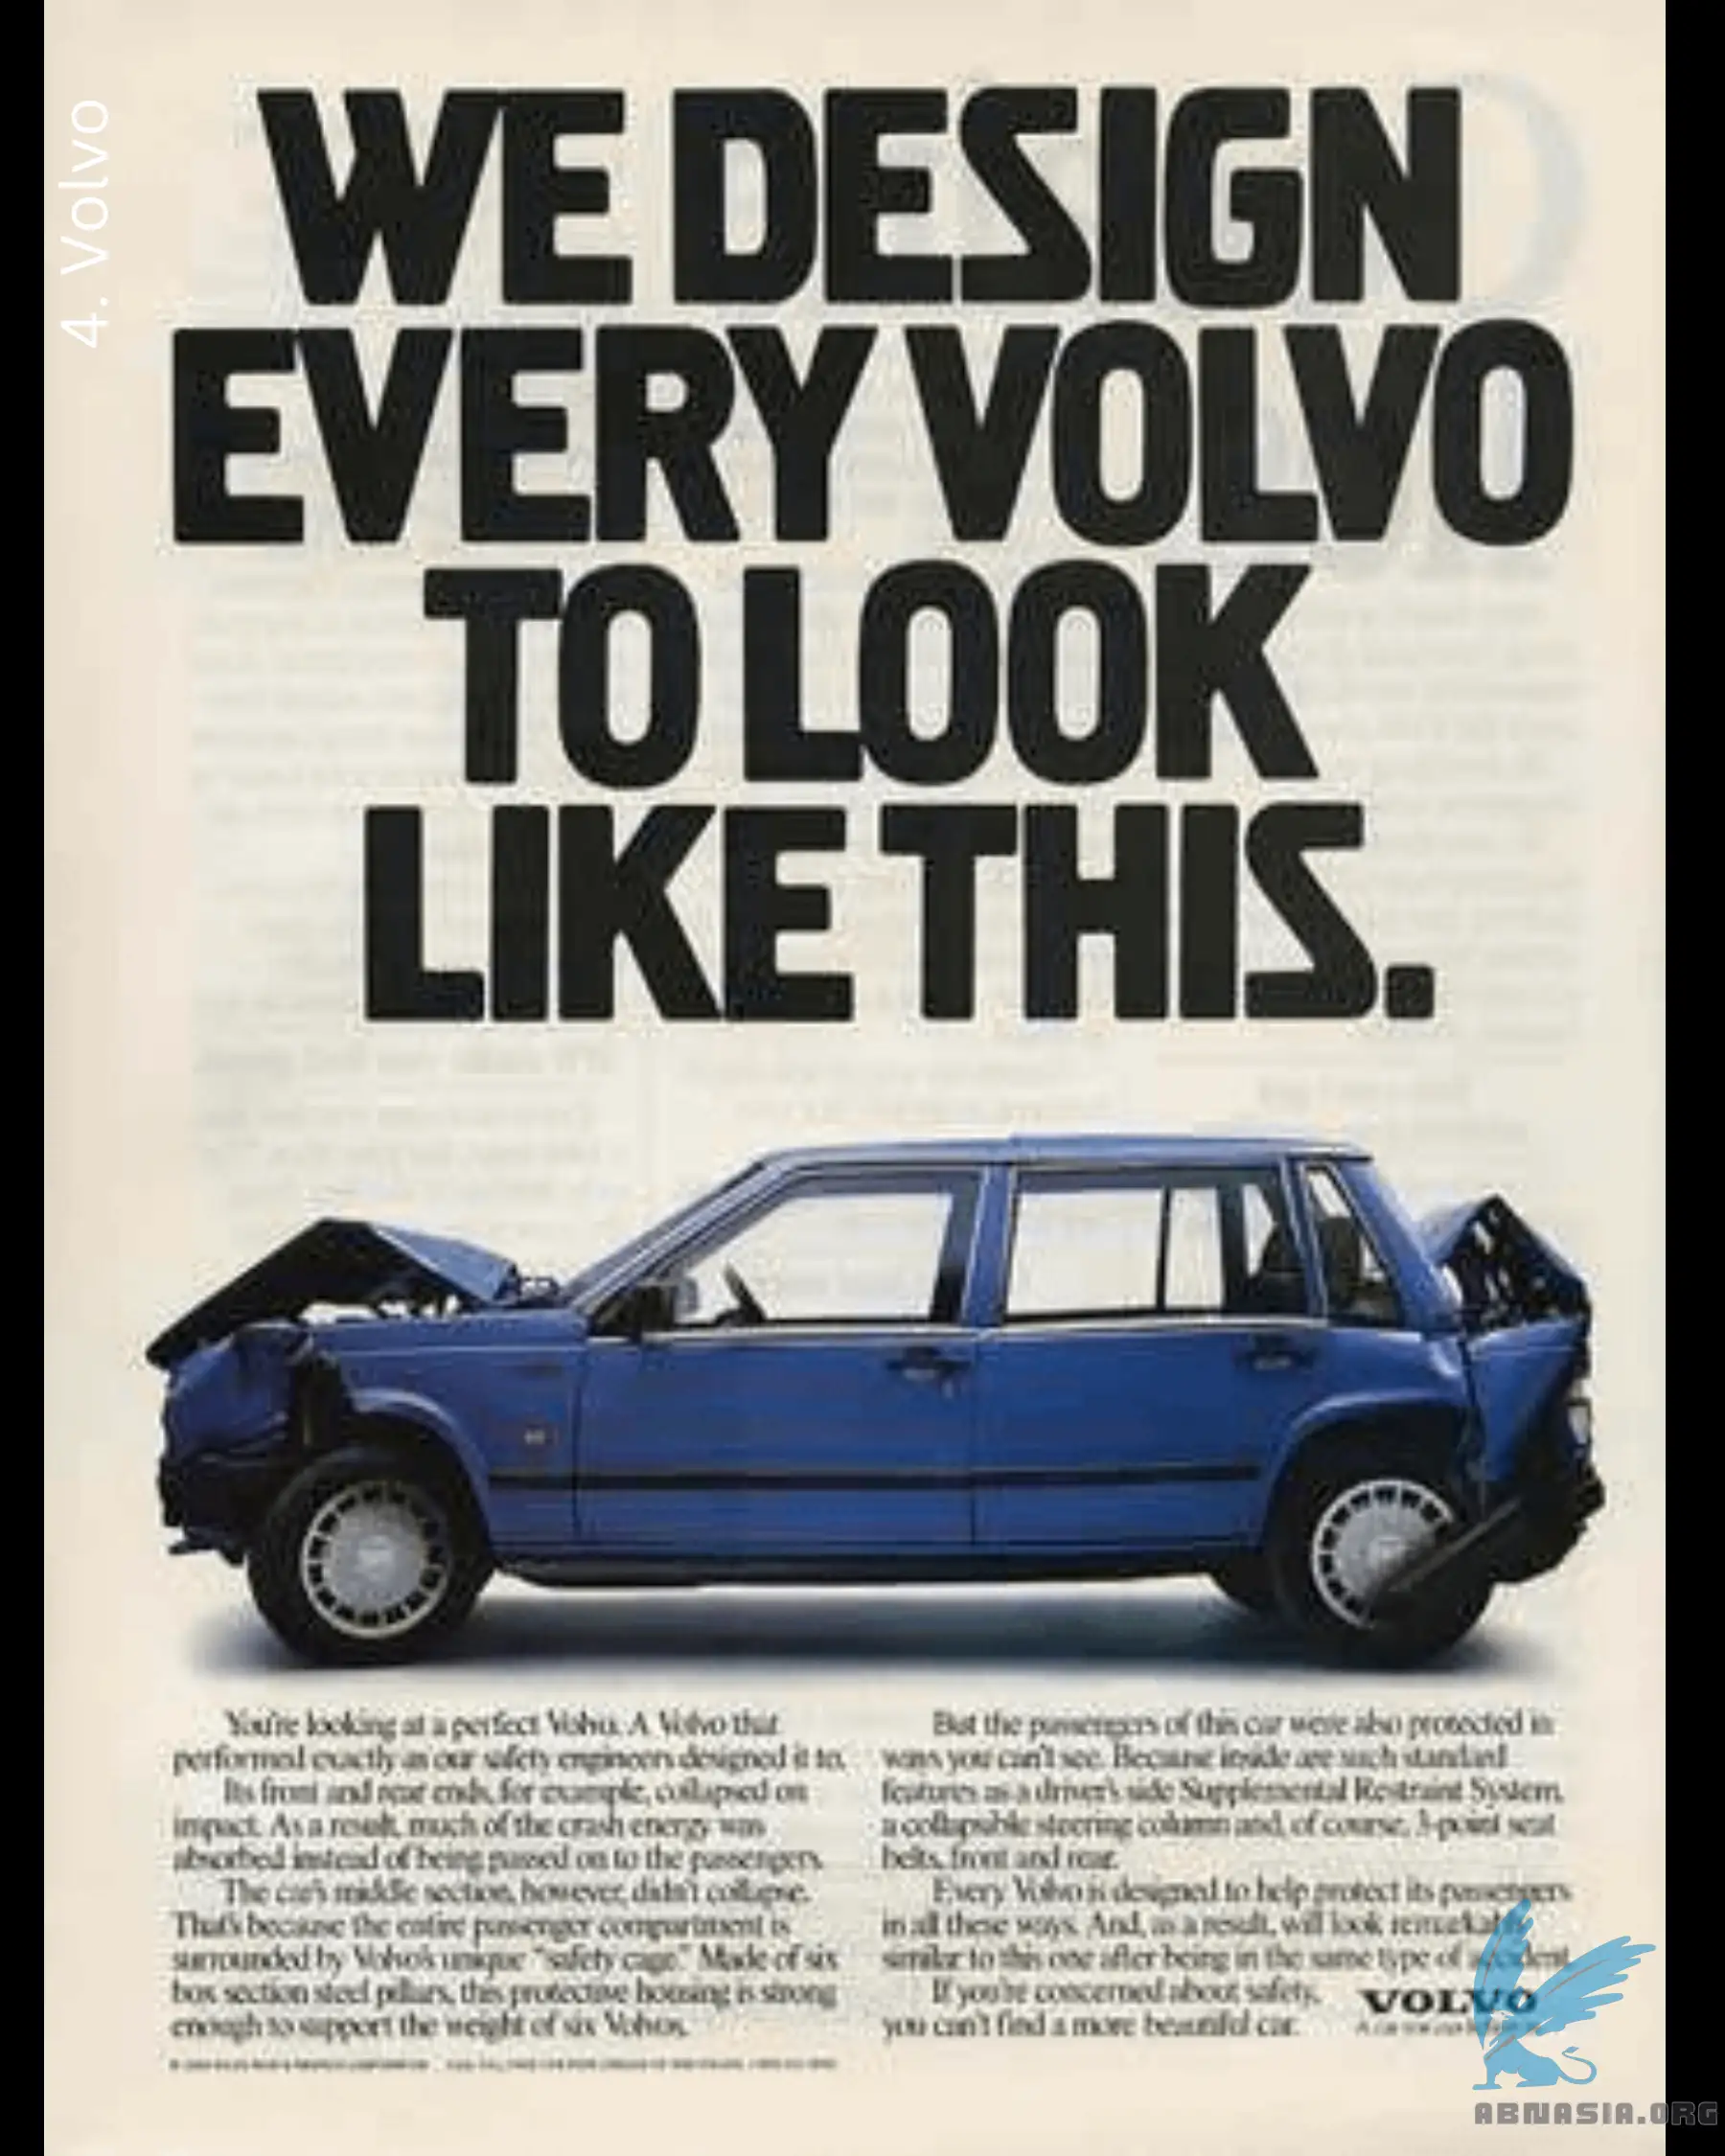 4. Volvo
WE DESIGN
EVERY VOLVO
TO LOOK
LIKE THIS.
You're looking at a perfect Volvo. A Volvo that
performed exactly as our safety engineers designed it to.
Its front and rear ends, for example, collapsed on
impact. As a result, much of the crash energy was
absorbed instead of being passed on to the passengers.
The car's middle section, however, didn't collapse.
That's because the entire passenger compartment is
surrounded by Volvo's unique "safety cage." Made of six
box section steel pillars, this protective housing is strong
enough to support the weight of six Volvos.
But the passengers of this car were also protected in
ways you can't see. Because inside are such standard
features as a driver's side Supplemental Restraint System,
a collapsible steering column and, of course, 3-point seat
belts, front and rear.
Every Volvo is designed to help protect its passengers
in all these ways. And, as a result, will look remarkably
similar to this one after being in the same type of accident.
If you're concerned about safety,
you can't find a more beautiful car.
VOLVO
ABNASIA.ORG